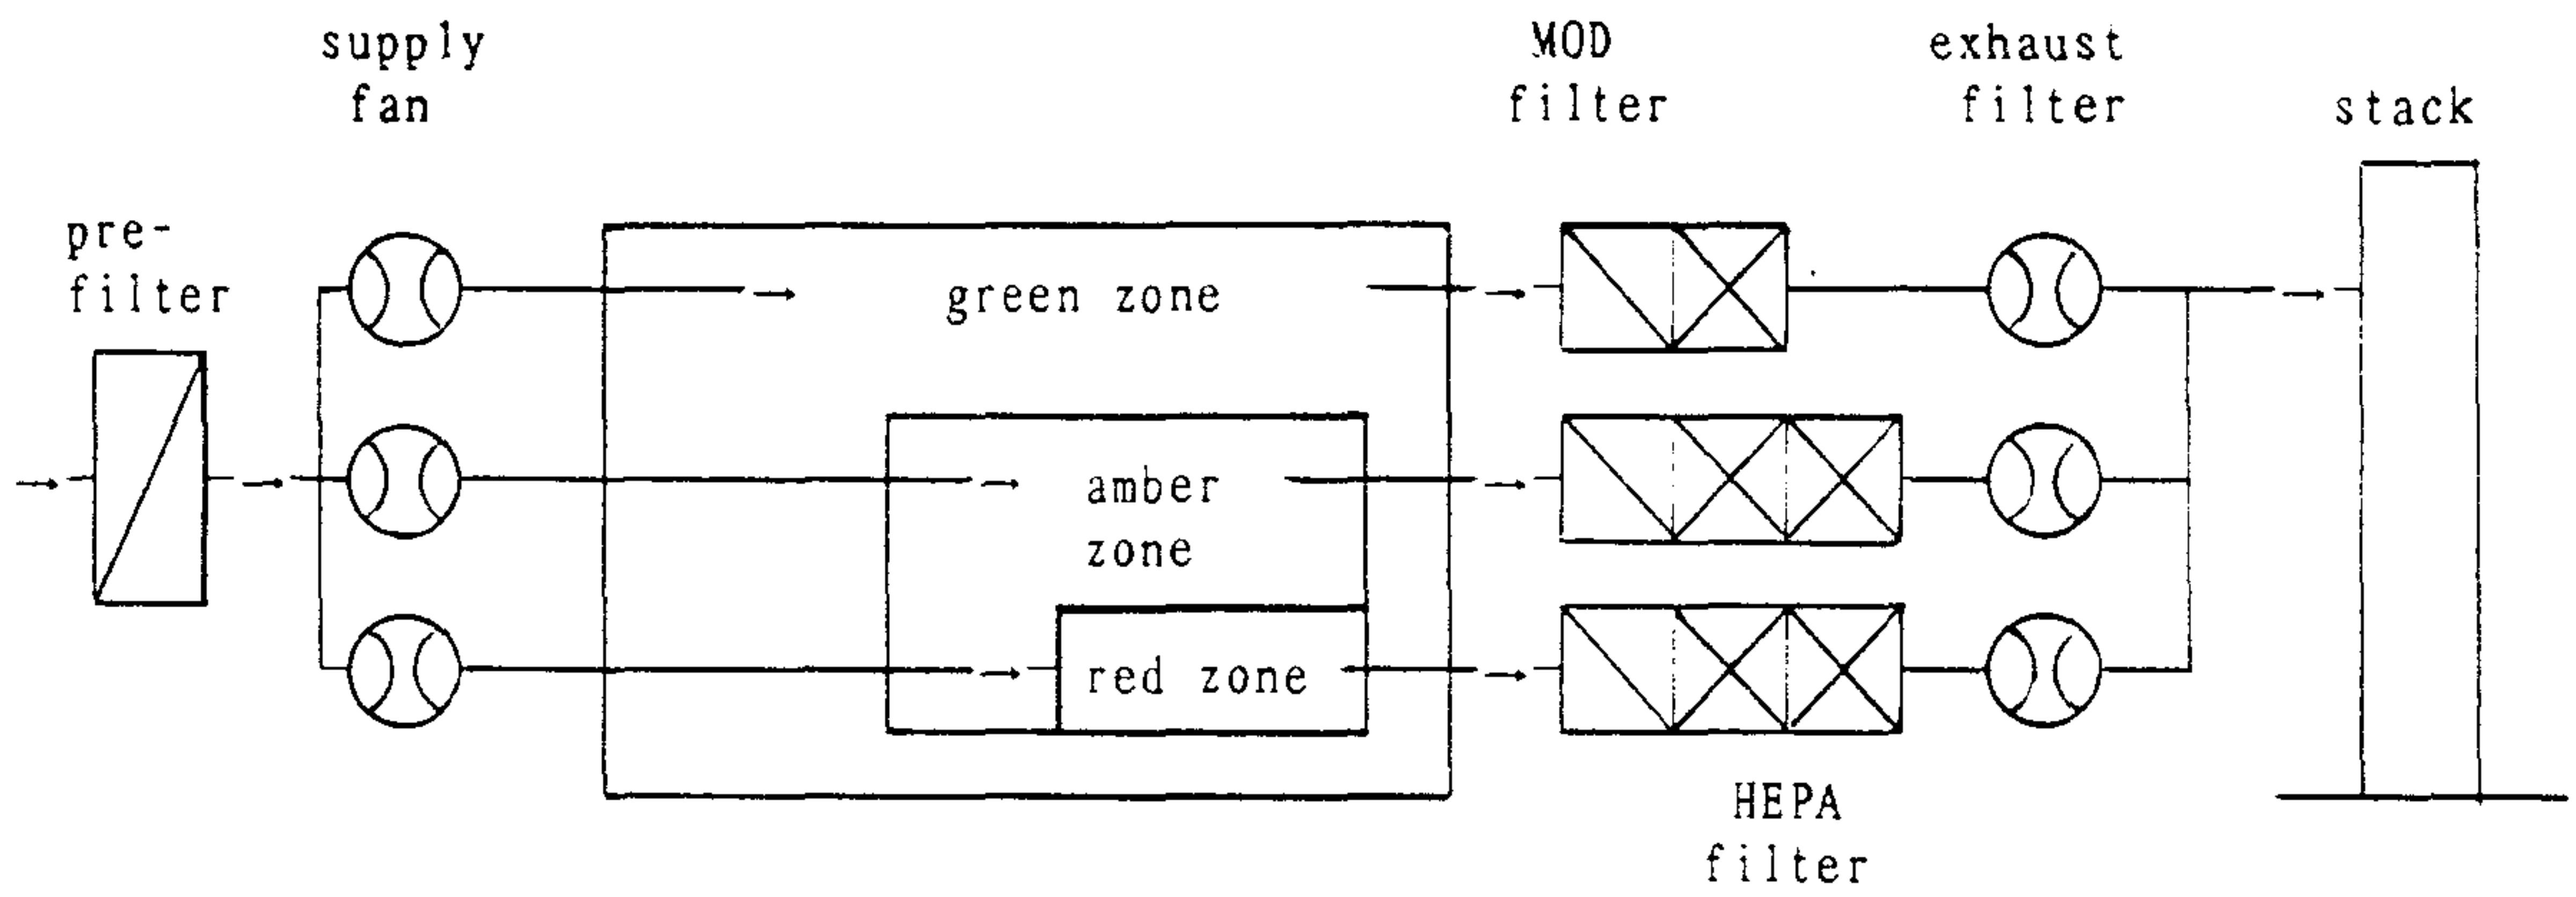 supply
fan
MOD
filter
exhaust
filter
stack
pre-
filter
green zone
amber
zone
red zone
HEPA
filter